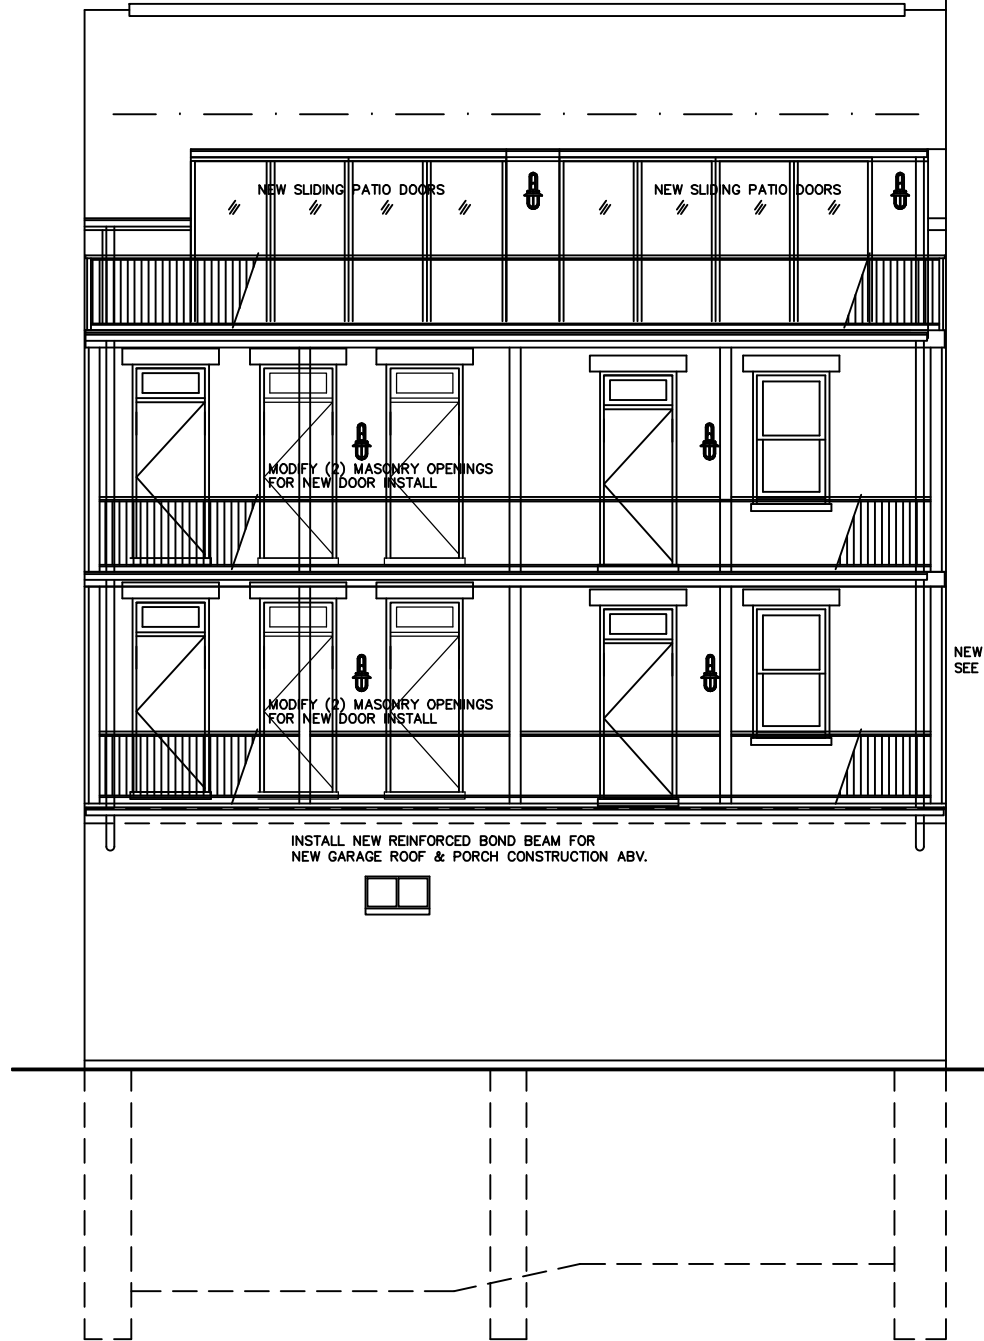 NEW SLIDING PATIO DOORS
NEW SLIDING PATIO DOORS
MODIFY (2) MASONRY OPENINGS
FOR NEW DOOR INSTALL
NEW
SEE
MODIFY (2) MASONRY OPENINGS
FOR NEW DOOR INSTALL
INSTALL NEW REINFORCED BOND BEAM FOR
NEW GARAGE ROOF & PORCH CONSTRUCTION ABV.